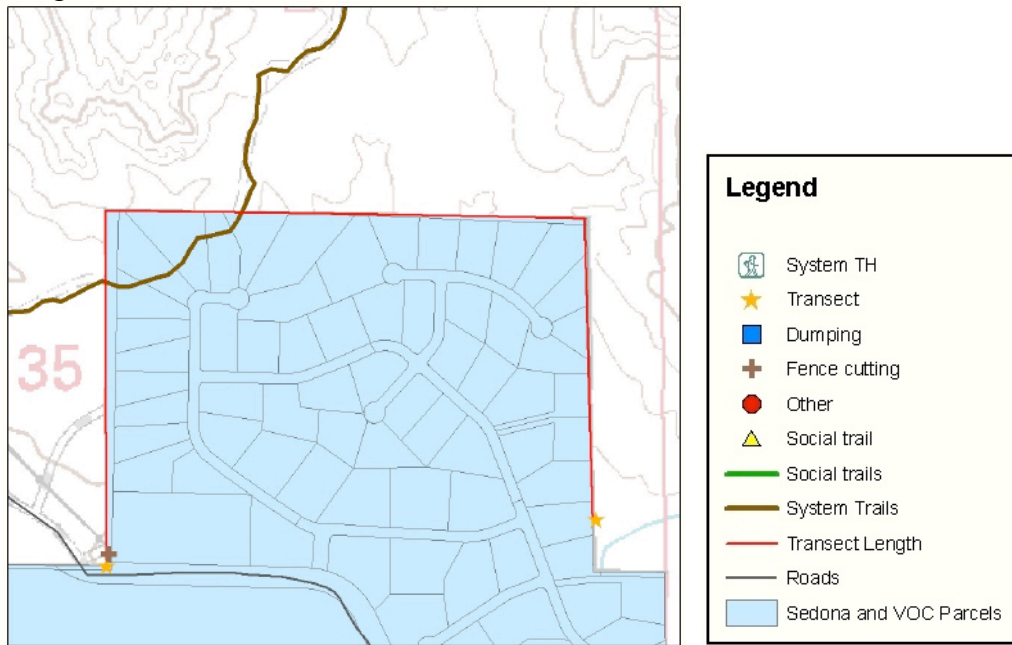 35
Legend
System TH
Transect
Dumping
Fence cutting
Other
Social trail
Social trails
System Trails
Transect Length
Roads
Sedona and VOC Parcels